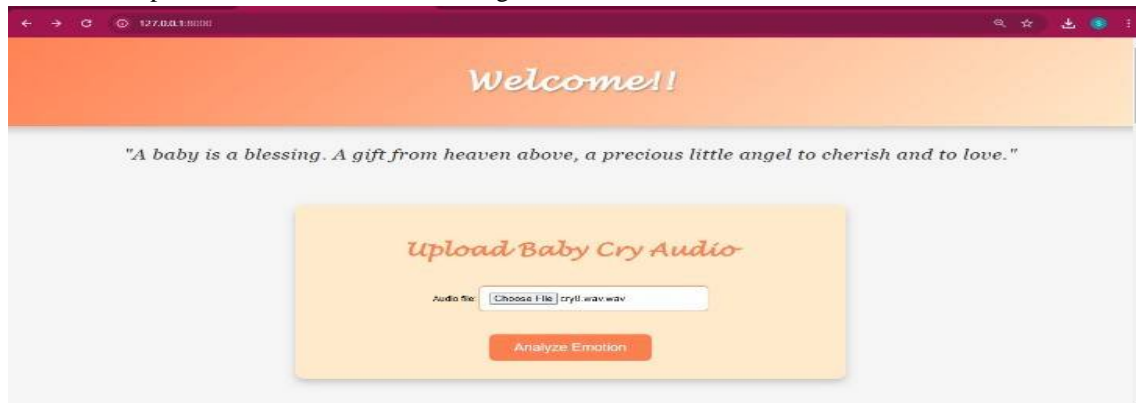 127.0.0.1:8000
Welcome!!
"A baby is a blessing. A gift from heaven above, a precious little angel to cherish and to love."
Upload Baby Cry Audio
Audio file:
Choose File
Analyze Emotion